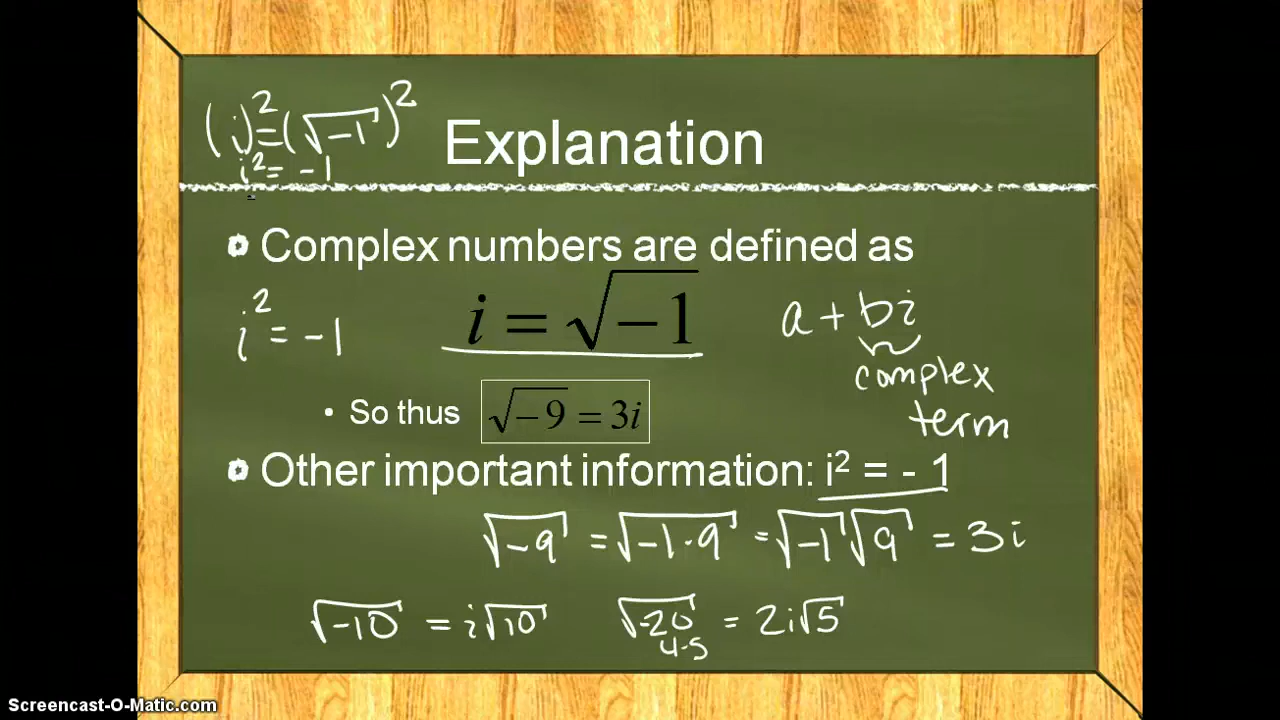 (i)² = (√-1)²
i² = -1
Explanation
Complex numbers are defined as
i² = -1
i = √-1
a + bi
complex
term
• So thus √-9 = 3i
Other important information: i² = - 1
√-9 = √-1·9 = √-1 √9 = 3i
√-10 = i√10
√-20 = 2i√5
4·5
Screencast-O-Matic.com